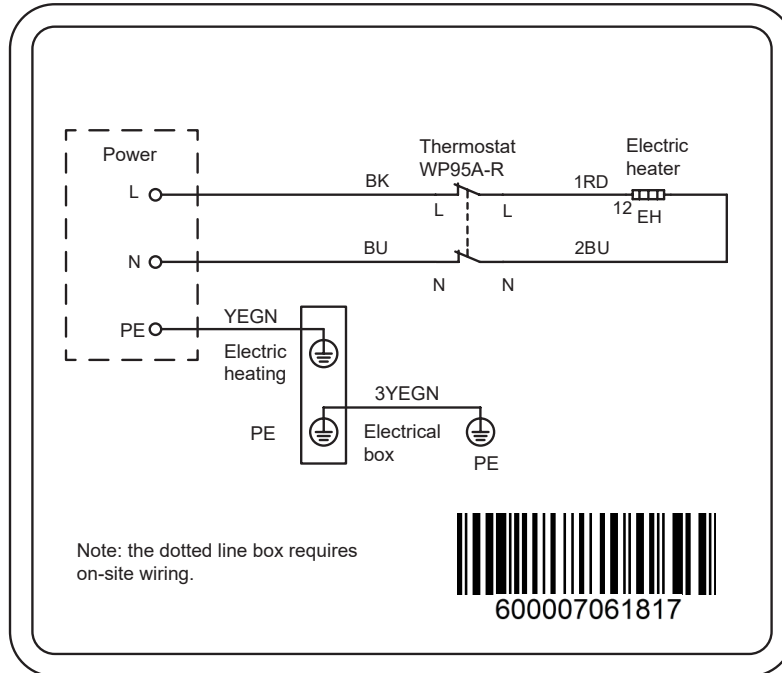 Power
Thermostat
WP95A-R
Electric
heater
L
BK
L
L
1RD
12
EH
N
BU
N
N
2BU
PE
YEGN
Electric
heating
3YEGN
PE
Electrical
box
PE
Note: the dotted line box requires
on-site wiring.
600007061817